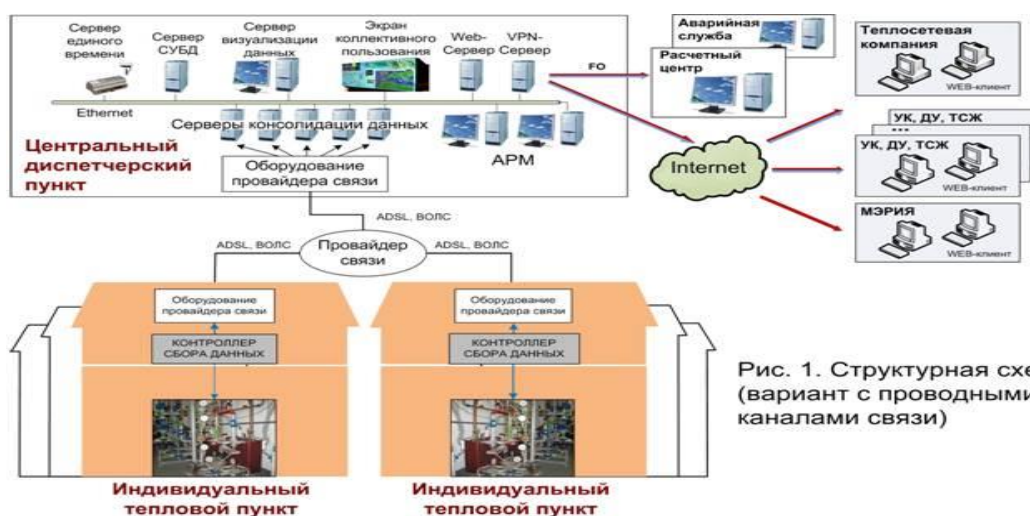 Сервер
единого
времени
Сервер
СУБД
Сервер
визуализации
данных
Экран
коллективного
пользования
Web-
Сервер
VPN-
Сервер
Ethernet
Серверы консолидации данных
АРМ
Центральный
диспетчерский
пункт
Оборудование
провайдера связи
FO
Аварийная
служба
Расчетный
центр
Internet
Теплосетевая
компания
WEB-клиент
УК, ДУ, ТСЖ
...
УК, ДУ, ТСЖ
WEB-клиент
МЭРИЯ
WEB-клиент
ADSL, ВОЛС
ADSL, ВОЛС
Провайдер
связи
ADSL, ВОЛС
Оборудование
провайдера связи
КОНТРОЛЛЕР
СБОРА ДАННЫХ
Индивидуальный
тепловой пункт
Оборудование
провайдера связи
КОНТРОЛЛЕР
СБОРА ДАННЫХ
Индивидуальный
тепловой пункт
Рис. 1. Структурная схе
(вариант с проводными
каналами связи)